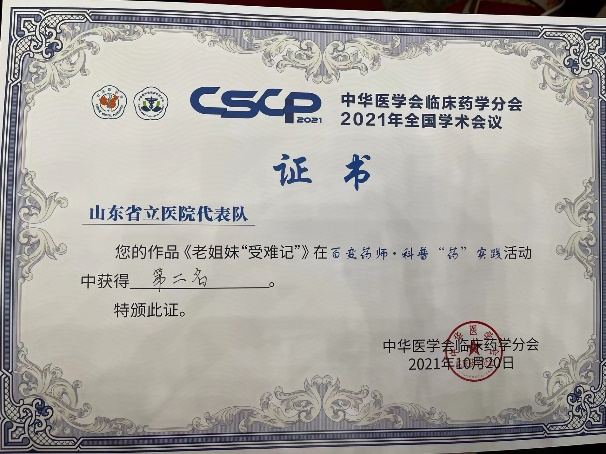 CSCP 2021
中华医学会临床药学分会
2021年全国学术会议
证书
山东省立医院代表队
您的作品《老姐妹“受难记”》在百变药师·科普“药”实践活动
中获得 第二名 。
特颁此证。
中华医学会临床药学分会
2021年10月20日